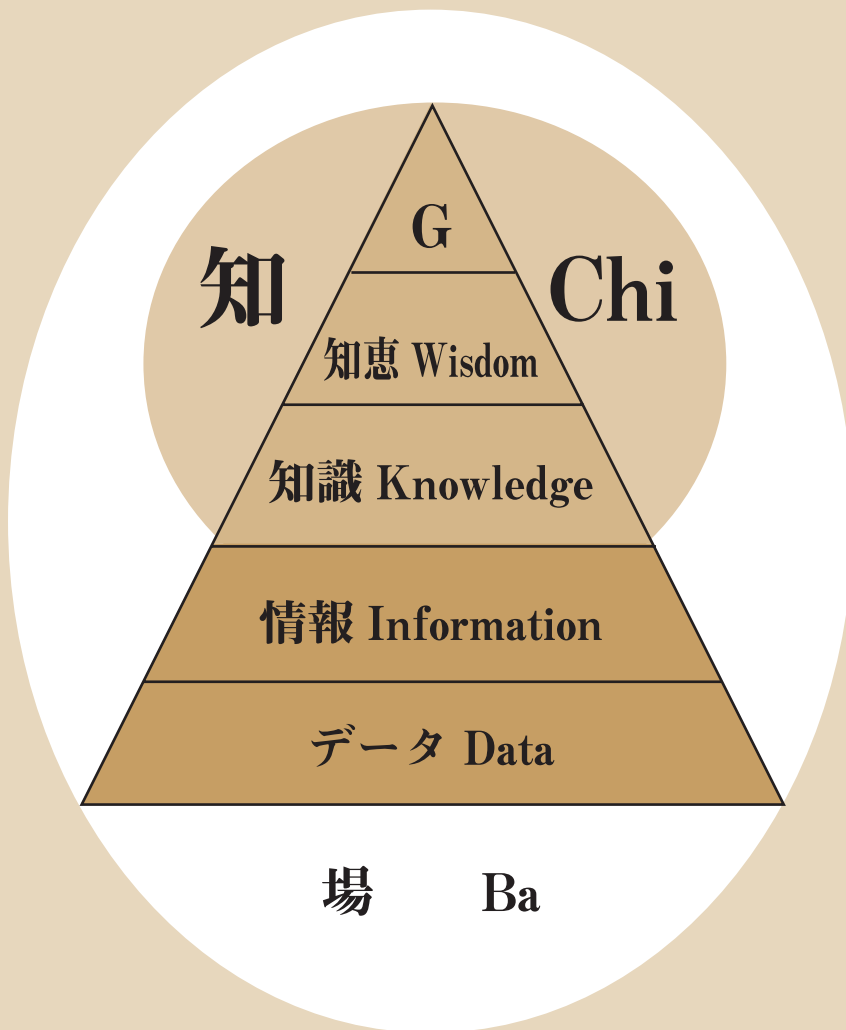 G
知 Chi
知恵 Wisdom
知識 Knowledge
情報 Information
データ Data
場 Ba